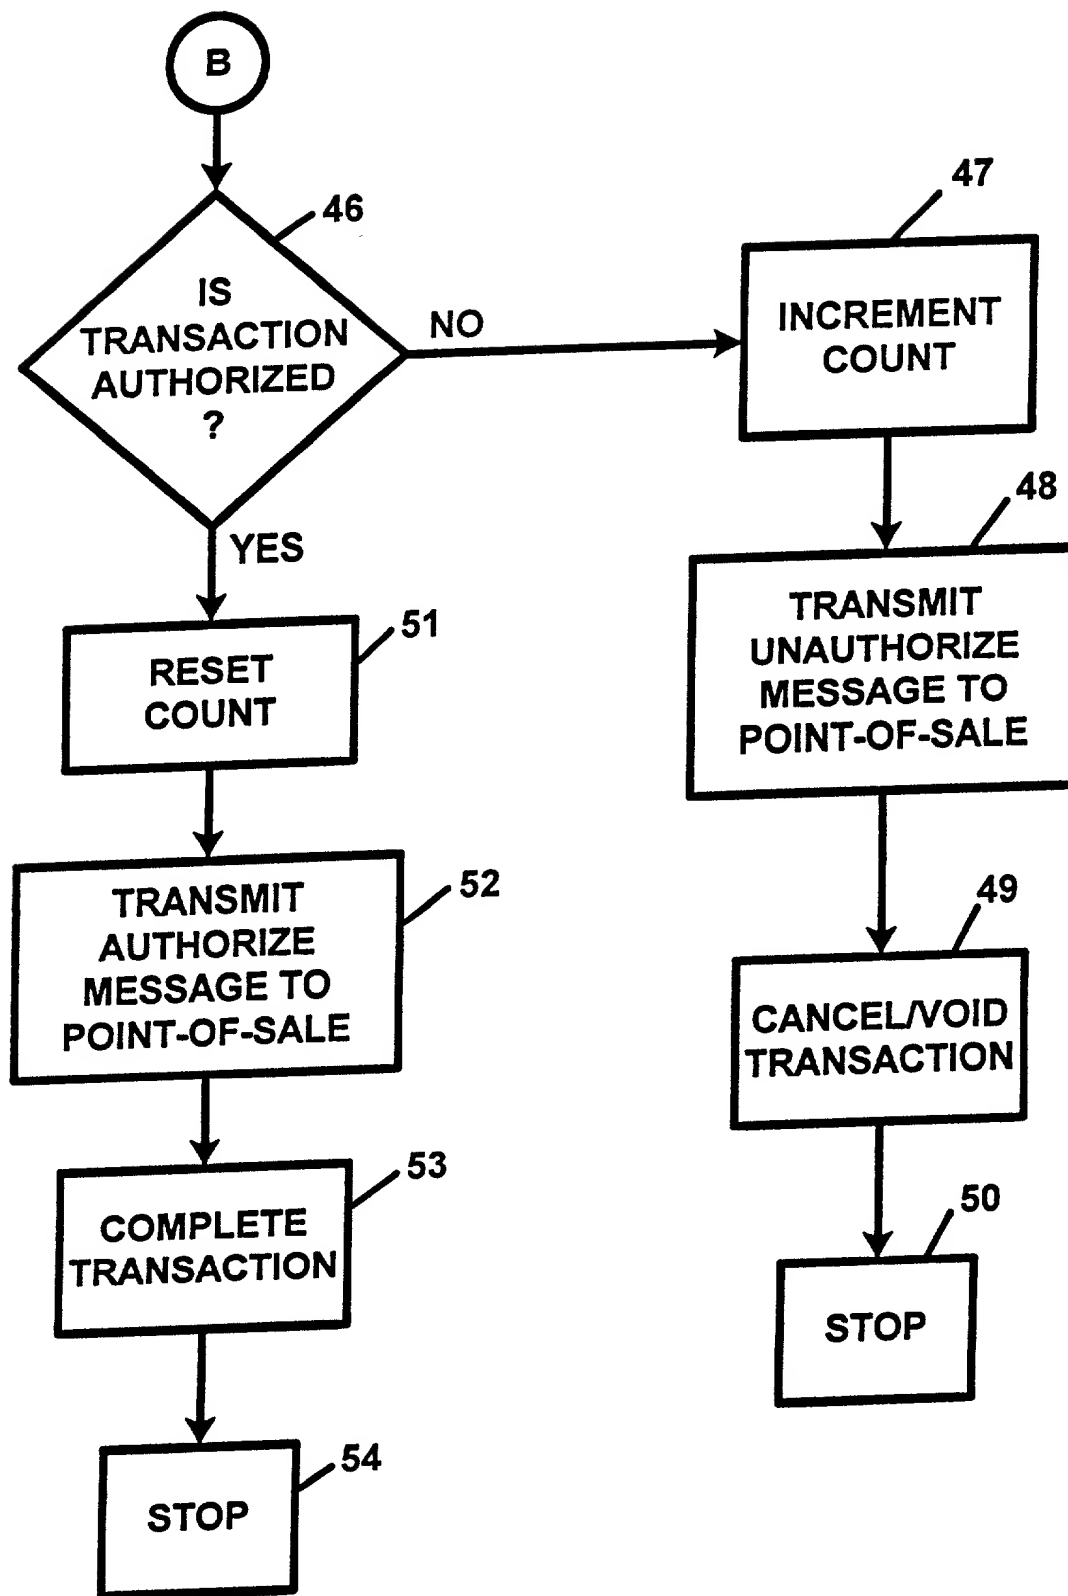 B
46
IS
TRANSACTION
AUTHORIZED
?
NO
YES
47
INCREMENT
COUNT
48
TRANSMIT
UNAUTHORIZE
MESSAGE TO
POINT-OF-SALE
49
CANCEL/VOID
TRANSACTION
50
STOP
51
RESET
COUNT
52
TRANSMIT
AUTHORIZE
MESSAGE TO
POINT-OF-SALE
53
COMPLETE
TRANSACTION
54
STOP